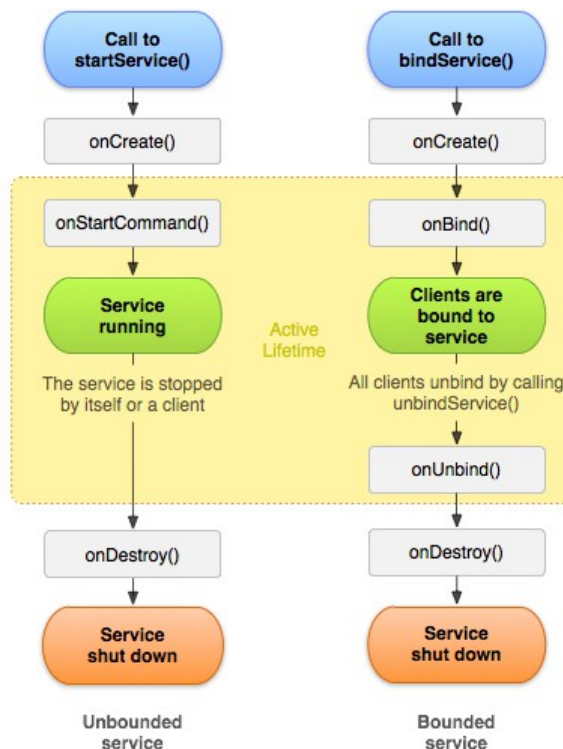 Call to
startService()
onCreate()
onStartCommand()
Service
running
The service is stopped
by itself or a client
onDestroy()
Service
shut down
Unbounded
service
Active
Lifetime
Call to
bindService()
onCreate()
onBind()
Clients are
bound to
service
All clients unbind by calling
unbindService()
onUnbind()
onDestroy()
Service
shut down
Bounded
service